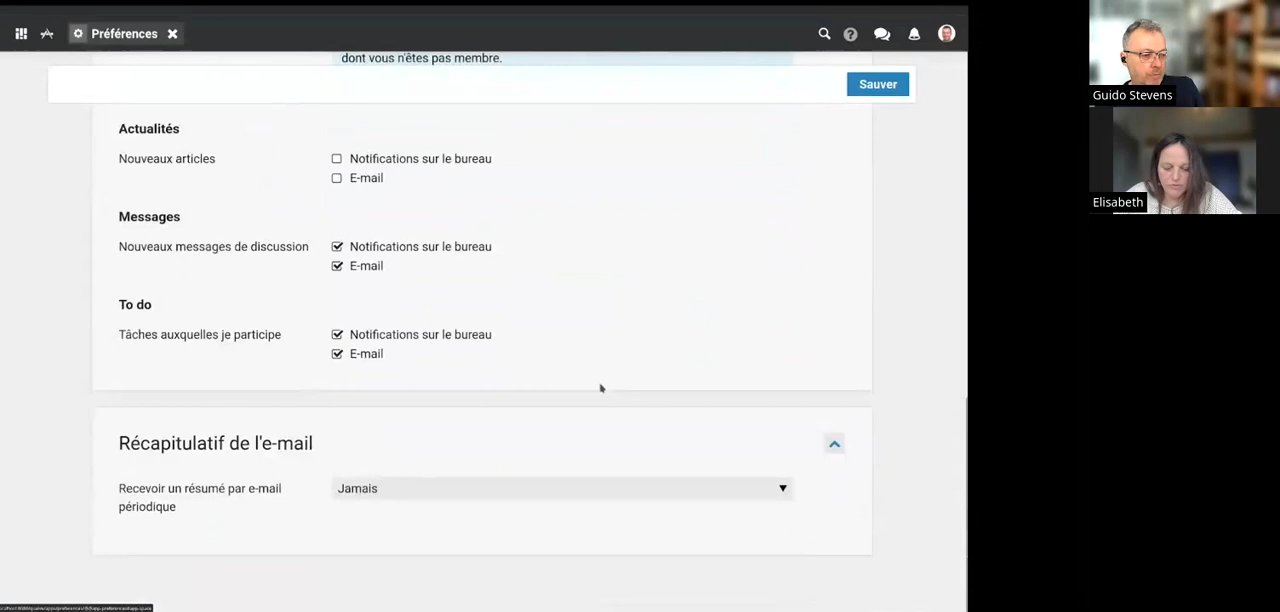 Préférences
dont vous n'êtes pas membre.
Sauver
Actualités
Nouveaux articles
Notifications sur le bureau
E-mail
Messages
Nouveaux messages de discussion
Notifications sur le bureau
E-mail
To do
Tâches auxquelles je participe
Notifications sur le bureau
E-mail
Récapitulatif de l'e-mail
Recevoir un résumé par e-mail
périodique
Jamais
Guido Stevens
Elisabeth